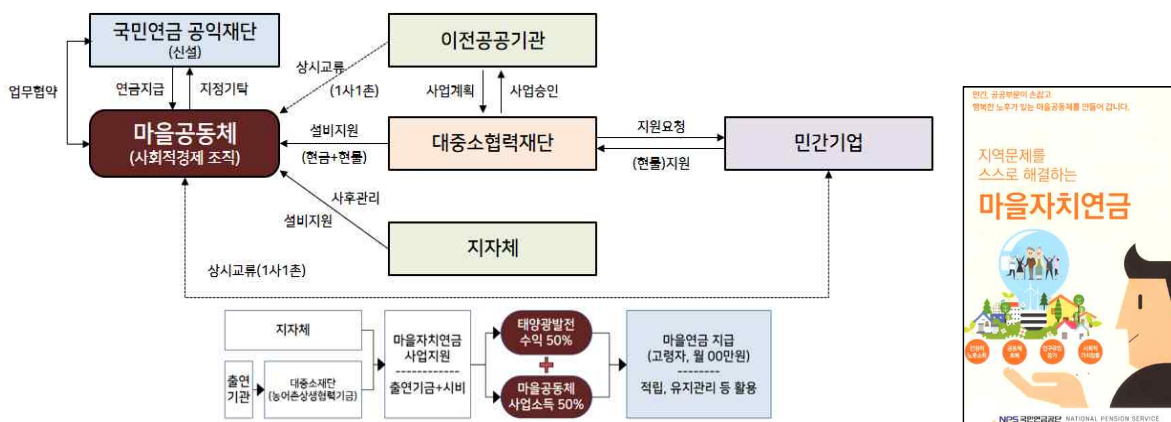 국민연금 공익재단
(신설)
이전공공기관
업무협약
연금지급
지정기탁
상시교류
(1사1촌)
사업계획
사업승인
마을공동체
(사회적경제 조직)
설비지원
(현금+현물)
대중소협력재단
지원요청
(현물)지원
민간기업
사후관리
설비지원
지자체
상시교류(1사1촌)
지자체
출연
기관
대중소재단
(농어촌상생협력기금)
마을자치연금
사업지원
출연기금+시비
태양광발전
수익 50%
마을공동체
사업소득 50%
마을연금 지급
(고령자, 월 00만원)
적립, 유지관리 등 활용
민간, 공공부문이 손잡고
행복한 노후가 있는 마을공동체를 만들어 갑니다.
지역문제를
스스로 해결하는
마을자치연금
NPS 국민연금공단 NATIONAL PENSION SERVICE